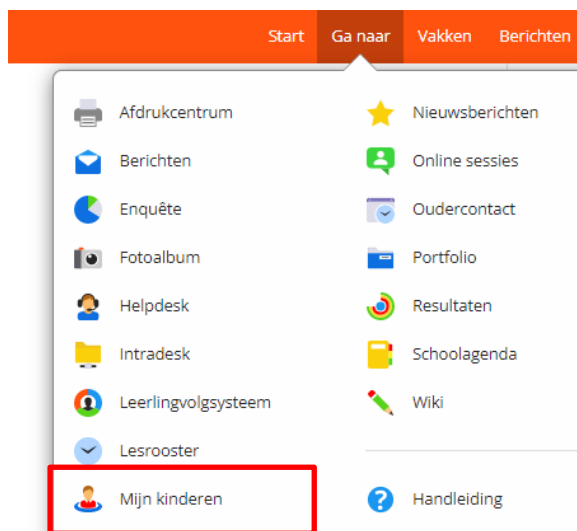 Start Ga naar Vakken Berichten
Afdrukcentrum
Berichten
Enquête
Fotoalbum
Helpdesk
Intradesk
Leerlingvolgsysteem
Lesrooster
Mijn kinderen
Nieuwsberichten
Online sessies
Oudercontact
Portfolio
Resultaten
Schoolagenda
Wiki
Handleiding